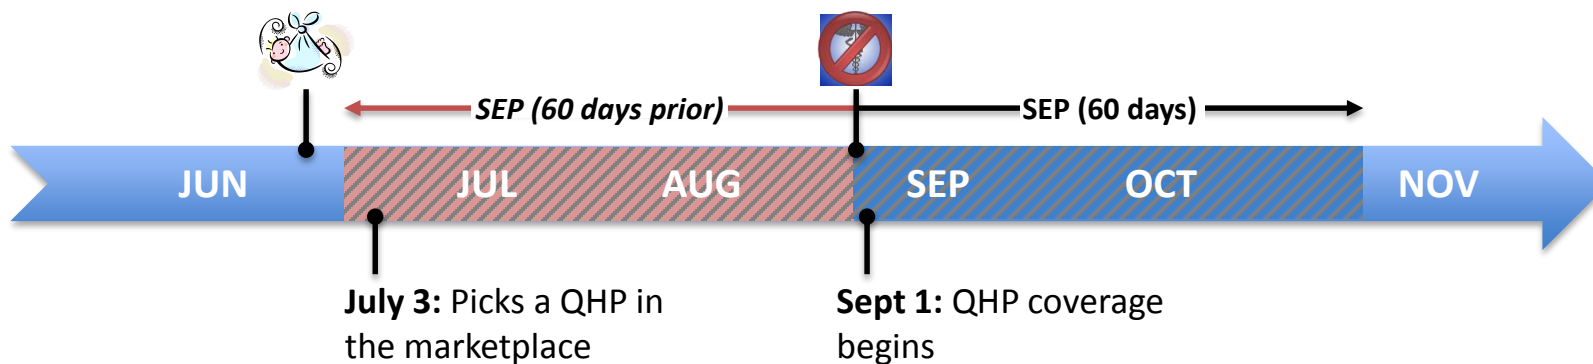 SEP (60 days prior)
SEP (60 days)
JUN
JUL
AUG
SEP
OCT
NOV
July 3: Picks a QHP in
the marketplace
Sept 1: QHP coverage
begins